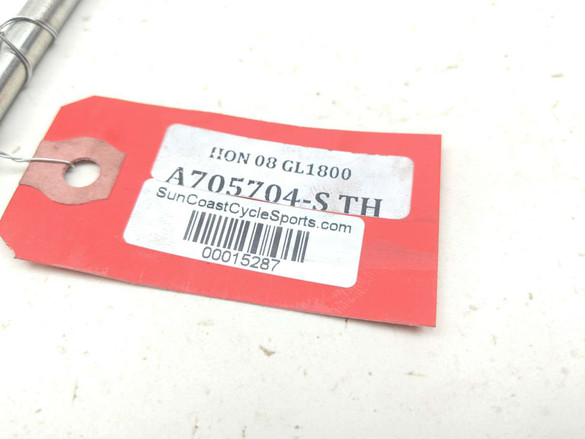 HON 08 GL1800
A705704-S TH
SunCoastCycleSports.com
00015287